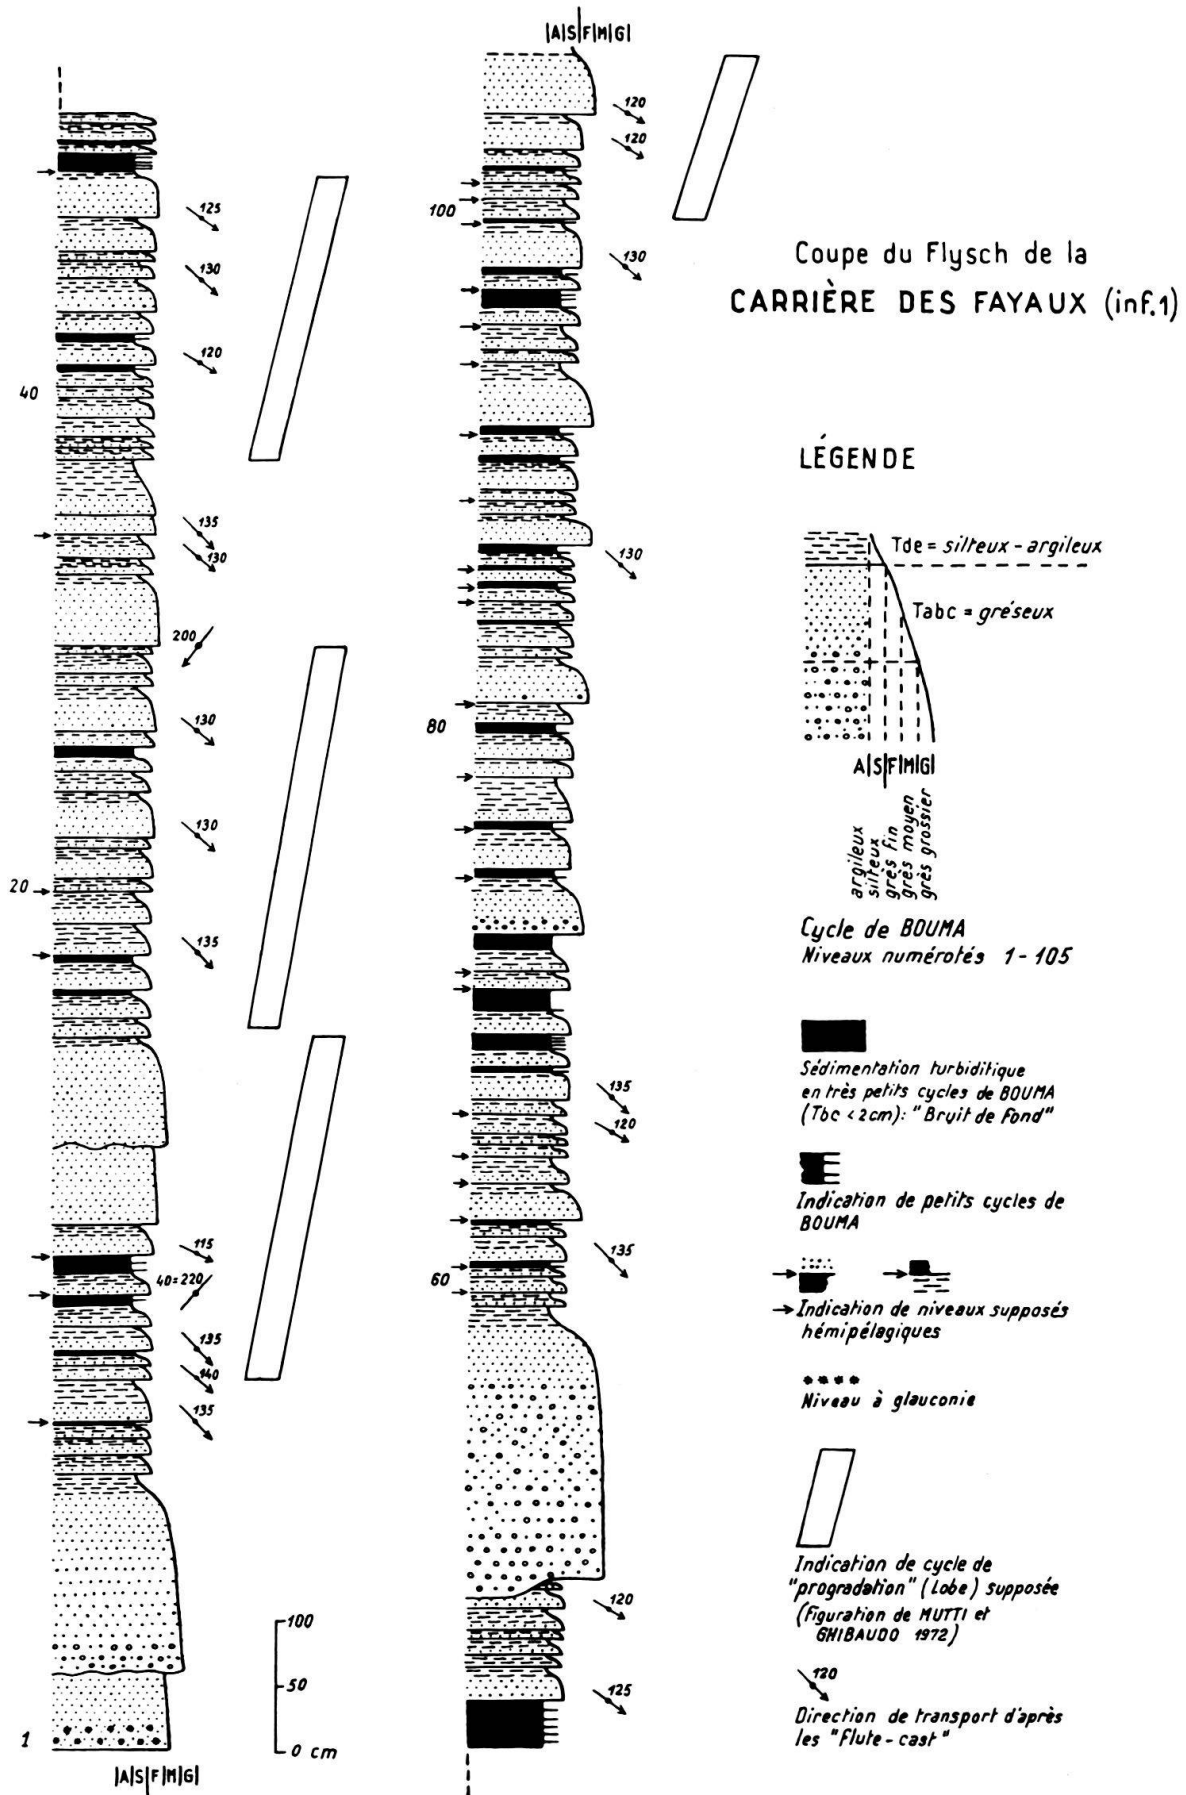 |A|S|F|M|G|
125
130
120
40
135
130
200
130
130
20
135
115
40=220
135
140
135
1
100
50
0 cm
|A|S|F|M|G|
120
120
100
130
130
80
135
120
135
60
120
125
Coupe du Flysch de la
CARRIÈRE DES FAYAUX (inf.1)
LÉGENDE
Tde = silteux - argileux
Tabc = gréseux
A|S|F|M|G|
argileux
silteux
grés fin
grés moyen
grès grossier
Cycle de BOUMA
Niveaux numérotés 1 - 105
Sédimentation turbiditique
en très petits cycles de BOUMA
(Tbc < 2cm): "Bruit de Fond"
Indication de petits cycles de
BOUMA
Indication de niveaux supposés
hémipélagiques
Niveau à glauconie
Indication de cycle de
"progradation" (Lobe) supposée
(Figuration de MUTTI et
GHIBAUDO 1972)
120
Direction de transport d'après
les "Flute-cast"